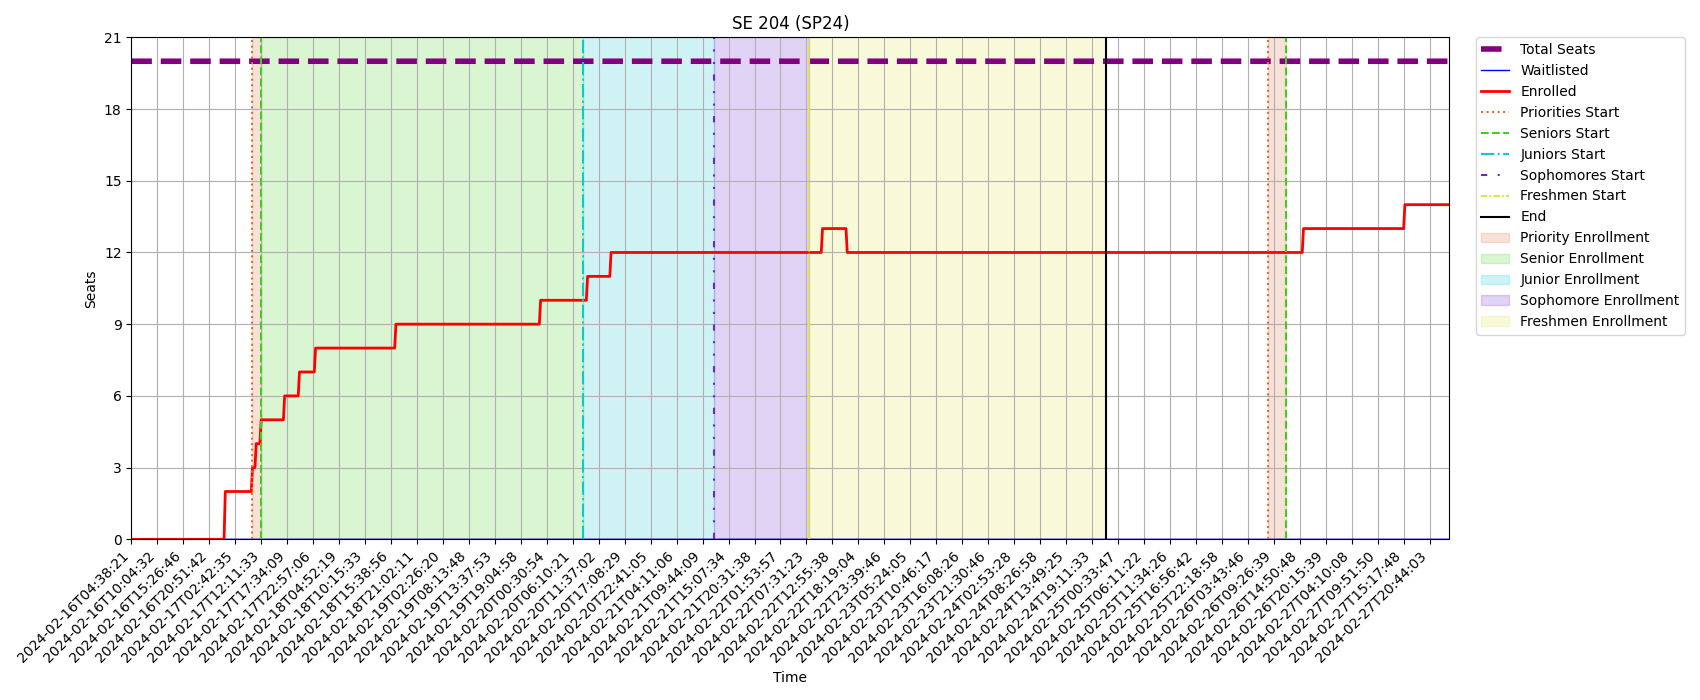 SE 204 (SP24)
21
18
15
12
9
6
3
0
Seats
2024-02-16T04:38:21
2024-02-16T10:04:32
2024-02-16T15:26:46
2024-02-16T20:51:42
2024-02-17T02:42:35
2024-02-17T12:11:33
2024-02-17T17:34:09
2024-02-17T22:57:06
2024-02-18T04:52:19
2024-02-18T10:15:33
2024-02-18T15:38:56
2024-02-18T21:02:11
2024-02-19T02:26:20
2024-02-19T08:13:48
2024-02-19T13:37:53
2024-02-19T19:04:58
2024-02-20T00:30:54
2024-02-20T06:10:21
2024-02-20T11:37:02
2024-02-20T17:08:29
2024-02-20T22:41:05
2024-02-21T04:11:06
2024-02-21T09:44:09
2024-02-21T15:07:34
2024-02-21T20:31:38
2024-02-22T01:53:57
2024-02-22T07:31:23
2024-02-22T12:55:38
2024-02-22T18:19:04
2024-02-22T23:39:46
2024-02-23T05:24:05
2024-02-23T10:46:17
2024-02-23T16:08:26
2024-02-23T21:30:46
2024-02-24T02:53:28
2024-02-24T08:26:58
2024-02-24T13:49:25
2024-02-24T19:11:33
2024-02-25T00:33:47
2024-02-25T06:11:22
2024-02-25T11:34:26
2024-02-25T16:56:42
2024-02-25T22:18:58
2024-02-26T03:43:46
2024-02-26T09:26:39
2024-02-26T14:50:48
2024-02-26T20:15:39
2024-02-27T04:10:08
2024-02-27T09:51:50
2024-02-27T15:17:48
2024-02-27T20:44:03
Time
Total Seats
Waitlisted
Enrolled
Priorities Start
Seniors Start
Juniors Start
Sophomores Start
Freshmen Start
End
Priority Enrollment
Senior Enrollment
Junior Enrollment
Sophomore Enrollment
Freshmen Enrollment